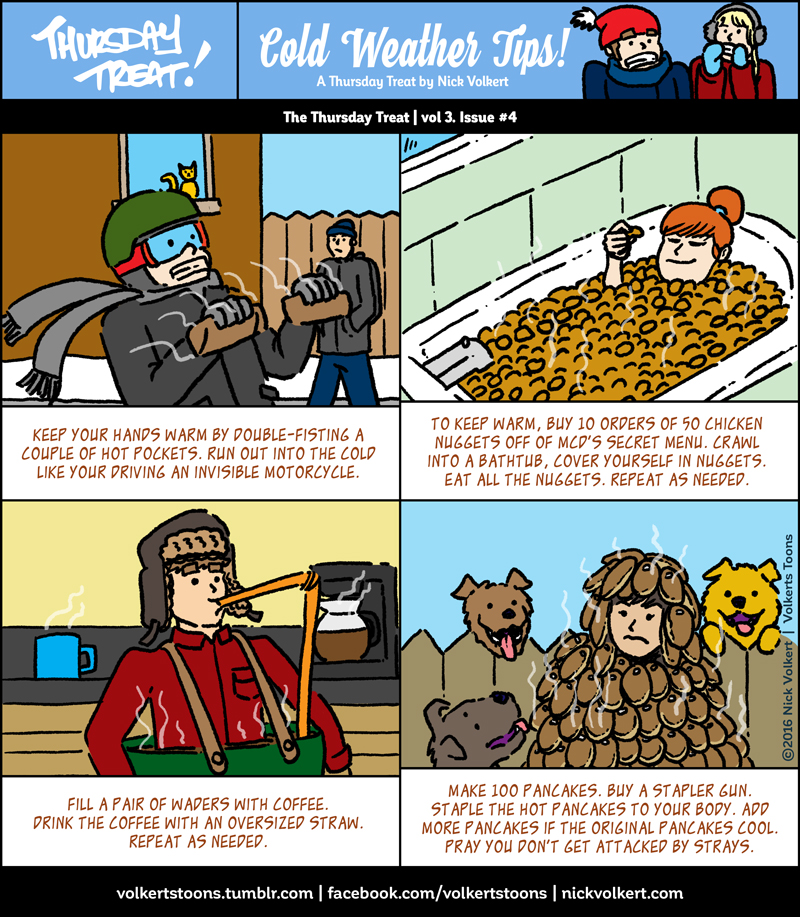 THURSDAY
TREAT!
Cold Weather Tips!
A Thursday Treat by Nick Volkert
The Thursday Treat | vol 3. Issue #4
KEEP YOUR HANDS WARM BY DOUBLE-FISTING A
COUPLE OF HOT POCKETS. RUN OUT INTO THE COLD
LIKE YOUR DRIVING AN INVISIBLE MOTORCYCLE.
TO KEEP WARM, BUY 10 ORDERS OF 50 CHICKEN
NUGGETS OFF OF MCD'S SECRET MENU. CRAWL
INTO A BATHTUB, COVER YOURSELF IN NUGGETS.
EAT ALL THE NUGGETS. REPEAT AS NEEDED.
FILL A PAIR OF WADERS WITH COFFEE.
DRINK THE COFFEE WITH AN OVERSIZED STRAW.
REPEAT AS NEEDED.
MAKE 100 PANCAKES. BUY A STAPLER GUN.
STAPLE THE HOT PANCAKES TO YOUR BODY. ADD
MORE PANCAKES IF THE ORIGINAL PANCAKES COOL.
PRAY YOU DON'T GET ATTACKED BY STRAYS.
©2016 Nick Volkert | Volkerts Toons
volkertstoons.tumblr.com | facebook.com/volkertstoons | nickvolkert.com